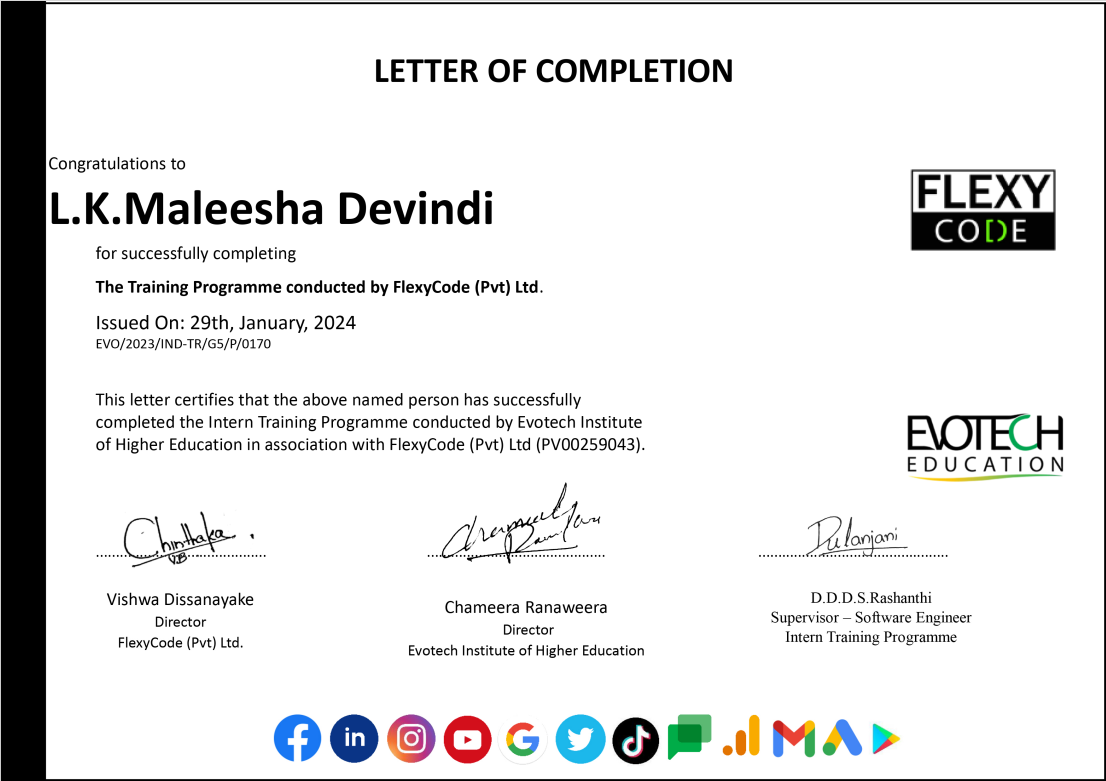 LETTER OF COMPLETION
Congratulations to
L.K.Maleesha Devindi
for successfully completing
The Training Programme conducted by FlexyCode (Pvt) Ltd.
Issued On: 29th, January, 2024
EVO/2023/IND-TR/G5/P/0170
FLEXY
CODE
This letter certifies that the above named person has successfully
completed the Intern Training Programme conducted by Evotech Institute
of Higher Education in association with FlexyCode (Pvt) Ltd (PV00259043).
EVOTECH
EDUCATION
Chinthaka
Dulanjani
Vishwa Dissanayake
Director
FlexyCode (Pvt) Ltd.
Chameera Ranaweera
Director
Evotech Institute of Higher Education
D.D.D.S.Rashanthi
Supervisor – Software Engineer
Intern Training Programme
in